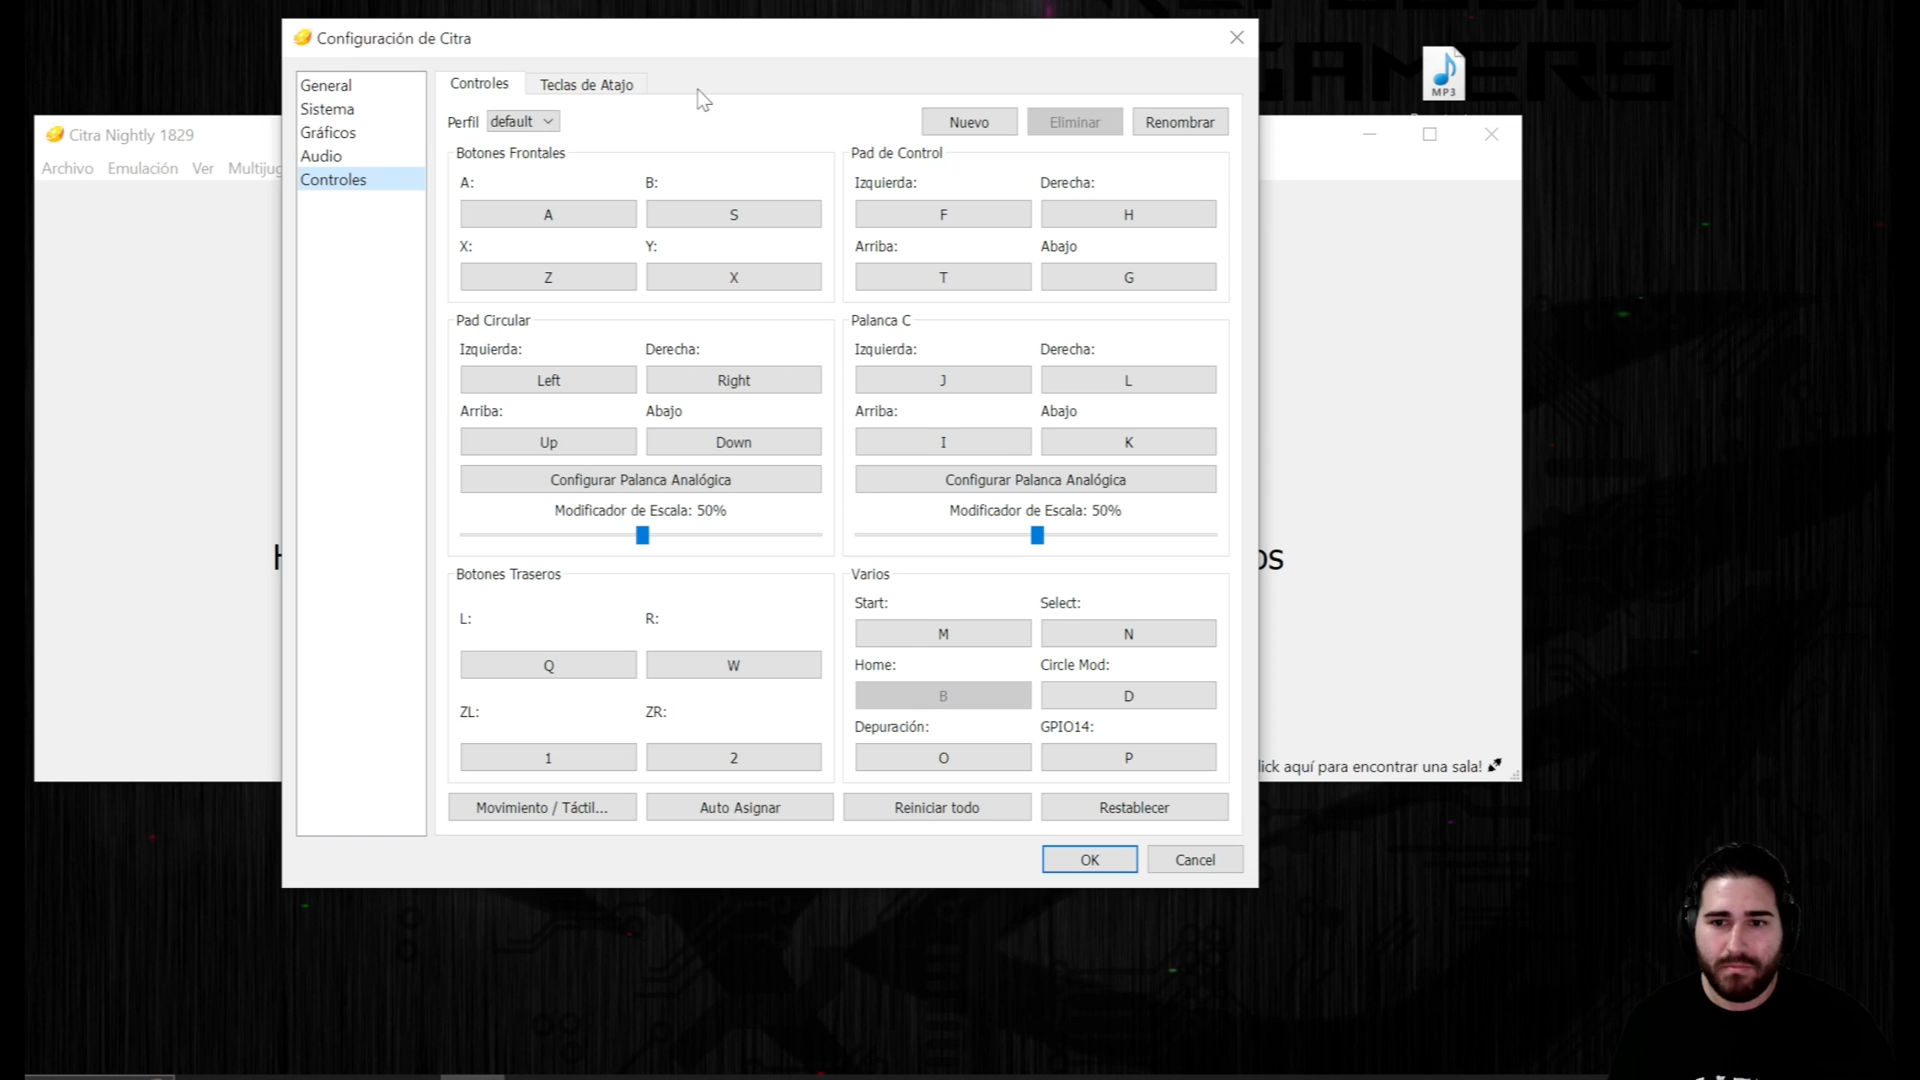 GAMERS
MP3
Configuración de Citra
Citra Nightly 1829
Archivo Emulación Ver Multijug
General
Sistema
Gráficos
Audio
Controles
Controles Teclas de Atajo
Perfil default Nuevo Eliminar Renombrar
Botones Frontales
A: B:
A S
X: Y:
Z X
Pad de Control
Izquierda: Derecha:
F H
Arriba: Abajo
T G
Pad Circular
Izquierda: Derecha:
Left Right
Arriba: Abajo
Up Down
Configurar Palanca Analógica
Modificador de Escala: 50%
Palanca C
Izquierda: Derecha:
J L
Arriba: Abajo
I K
Configurar Palanca Analógica
Modificador de Escala: 50%
Botones Traseros
L: R:
Q W
ZL: ZR:
1 2
Varios
Start: Select:
M N
Home: Circle Mod:
B D
Depuración: GPIO14:
O P
Movimiento / Táctil... Auto Asignar Reiniciar todo Restablecer
OK Cancel
os
lick aquí para encontrar una sala!